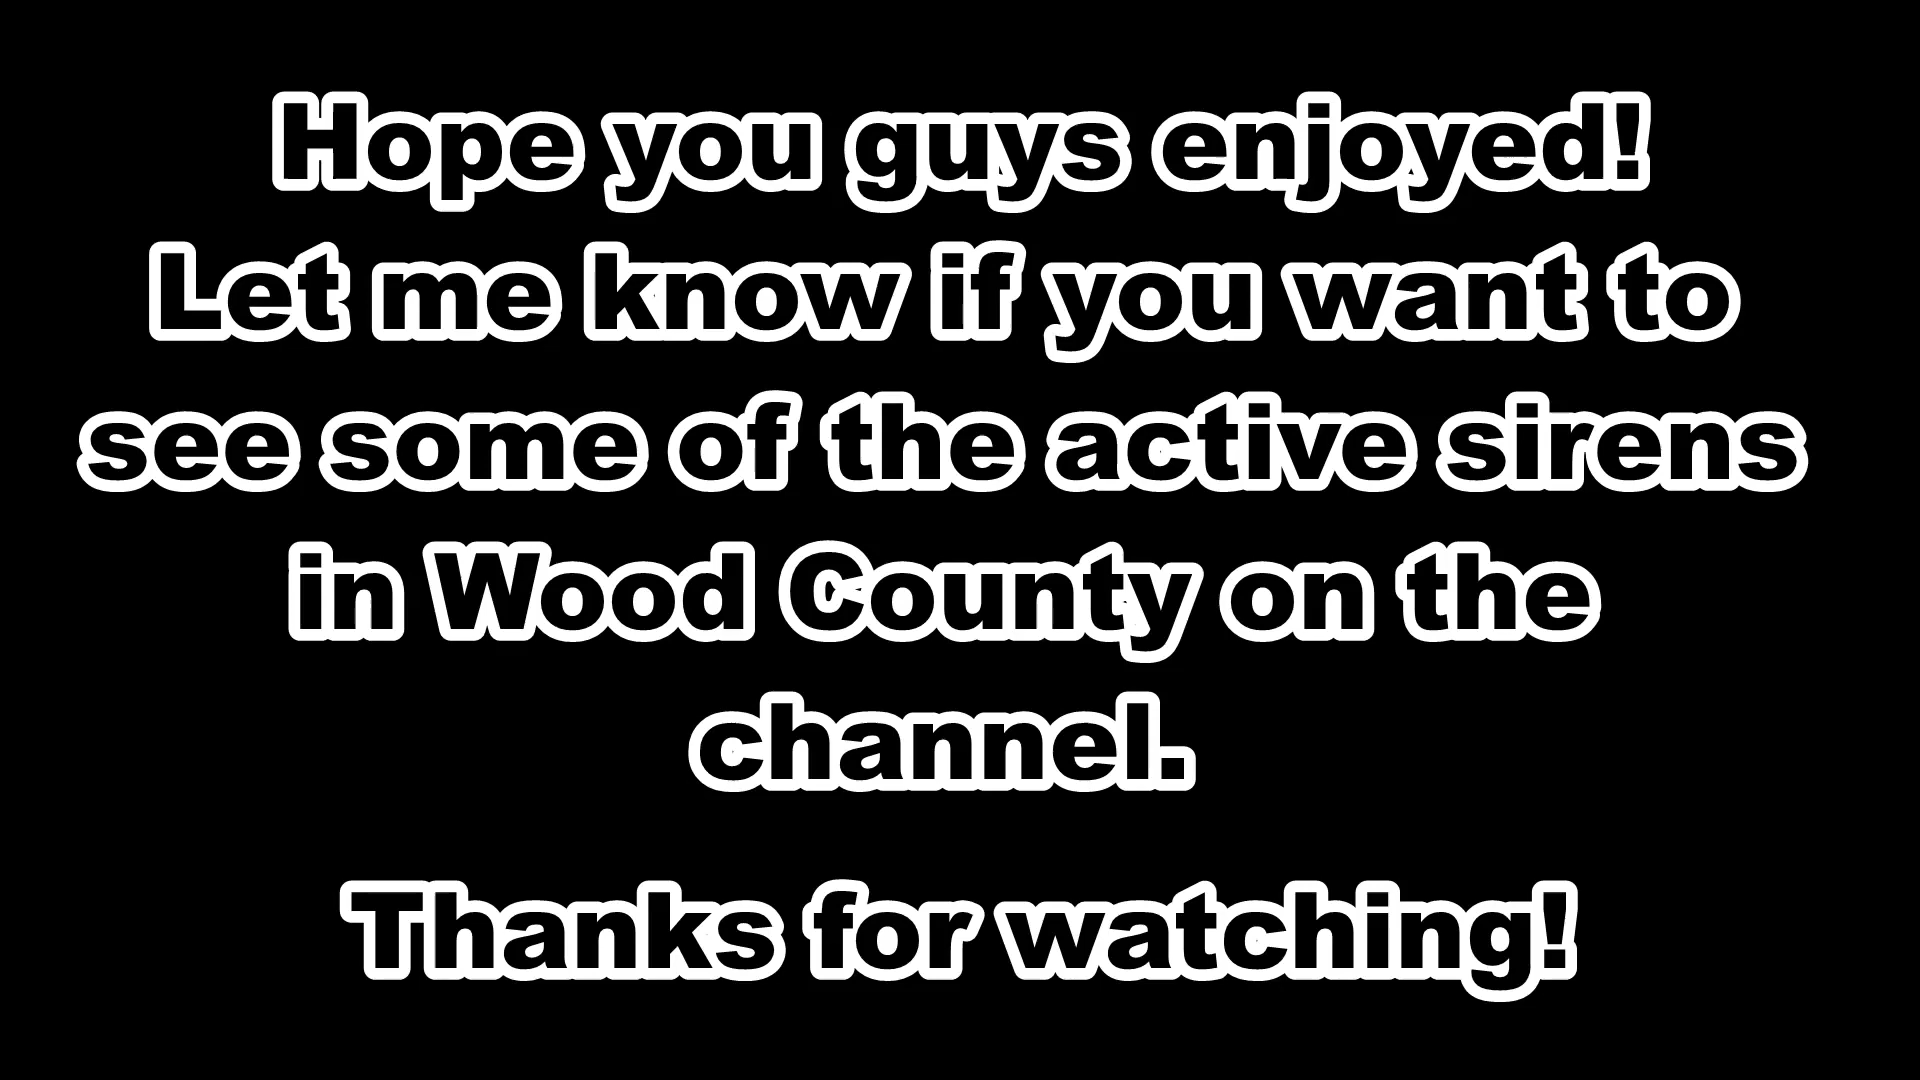 Hope you guys enjoyed!
Let me know if you want to
see some of the active sirens
in Wood County on the
channel.
Thanks for watching!